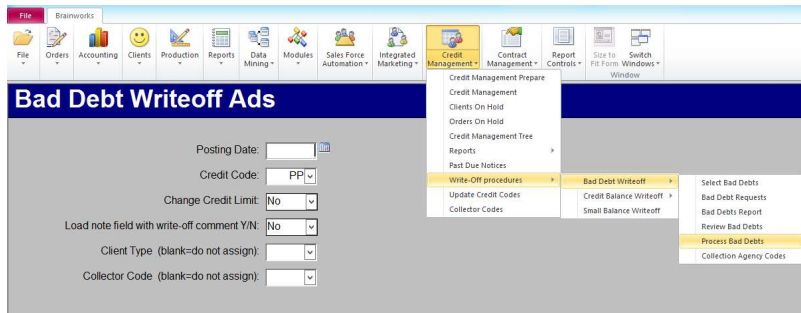 File Brainworks
File Orders Accounting Clients Production Reports Data Mining Modules Sales Force Automation Integrated Marketing Credit Management Contract Management Report Controls Size to Fit Form Switch Windows
Window
Bad Debt Writeoff Ads
Posting Date:
Credit Code: PP
Change Credit Limit: No
Load note field with write-off comment Y/N: No
Client Type (blank=do not assign):
Collector Code (blank=do not assign):
Credit Management Prepare
Credit Management
Clients On Hold
Orders On Hold
Credit Management Tree
Reports
Past Due Notices
Write-Off procedures
Update Credit Codes
Collector Codes
Bad Debt Writeoff
Credit Balance Writeoff
Small Balance Writeoff
Select Bad Debts
Bad Debt Requests
Bad Debts Report
Review Bad Debts
Process Bad Debts
Collection Agency Codes